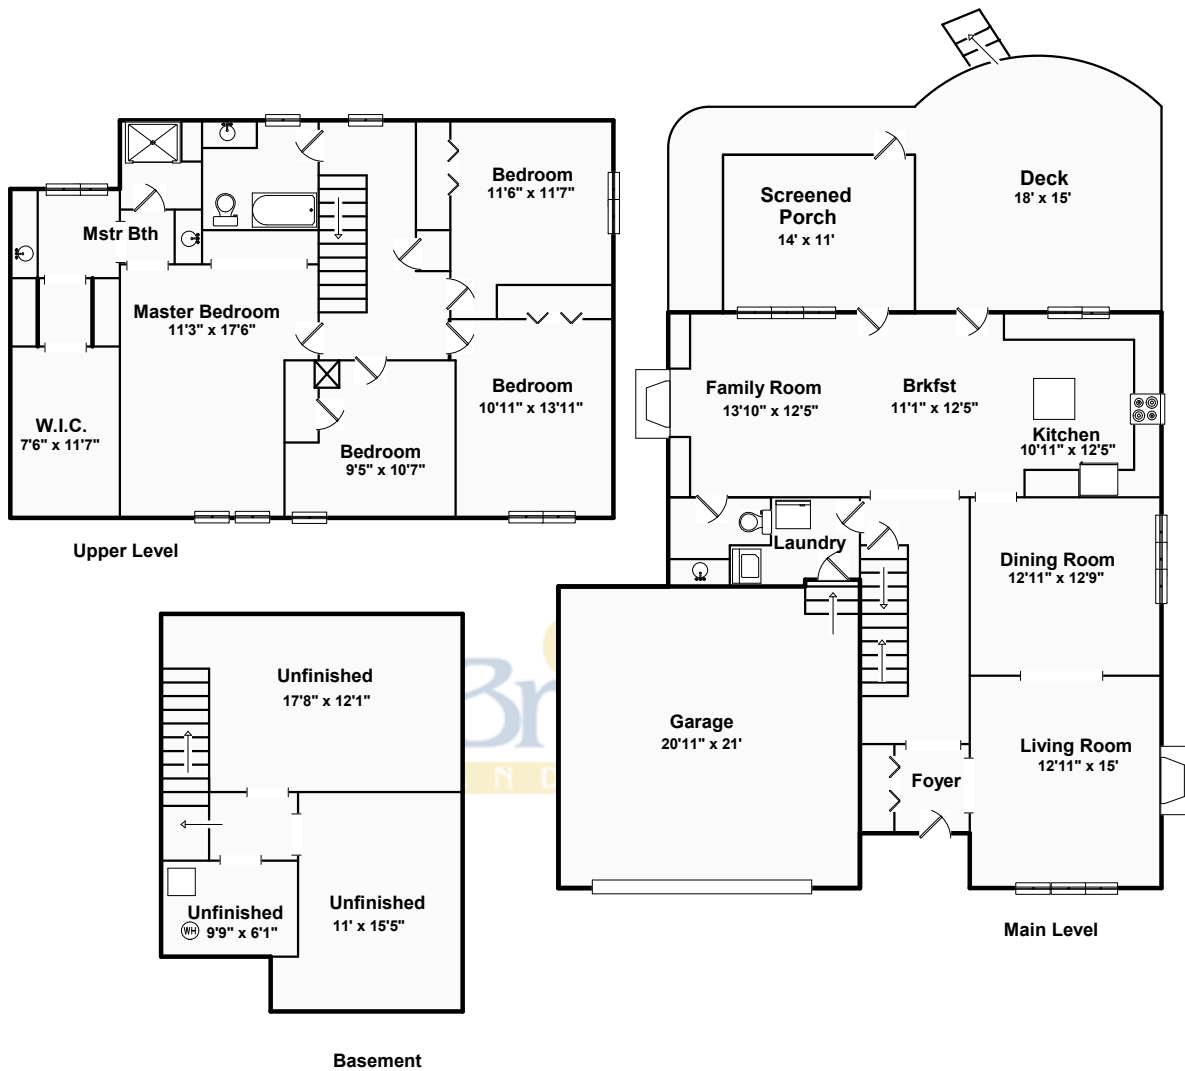 Deck
18' x 15'
Screened
Porch
14' x 11'
Bedroom
11'6" x 11'7"
Mstr Bth
Master Bedroom
11'3" x 17'6"
W.I.C.
7'6" x 11'7"
Bedroom
10'11" x 13'11"
Bedroom
9'5" x 10'7"
Upper Level
Family Room
13'10" x 12'5"
Brkfst
11'1" x 12'5"
Kitchen
10'11" x 12'5"
Laundry
Dining Room
12'11" x 12'9"
Garage
20'11" x 21'
Living Room
12'11" x 15'
Foyer
Main Level
Unfinished
17'8" x 12'1"
Unfinished
11' x 15'5"
Unfinished
WH 9'9" x 6'1"
Basement